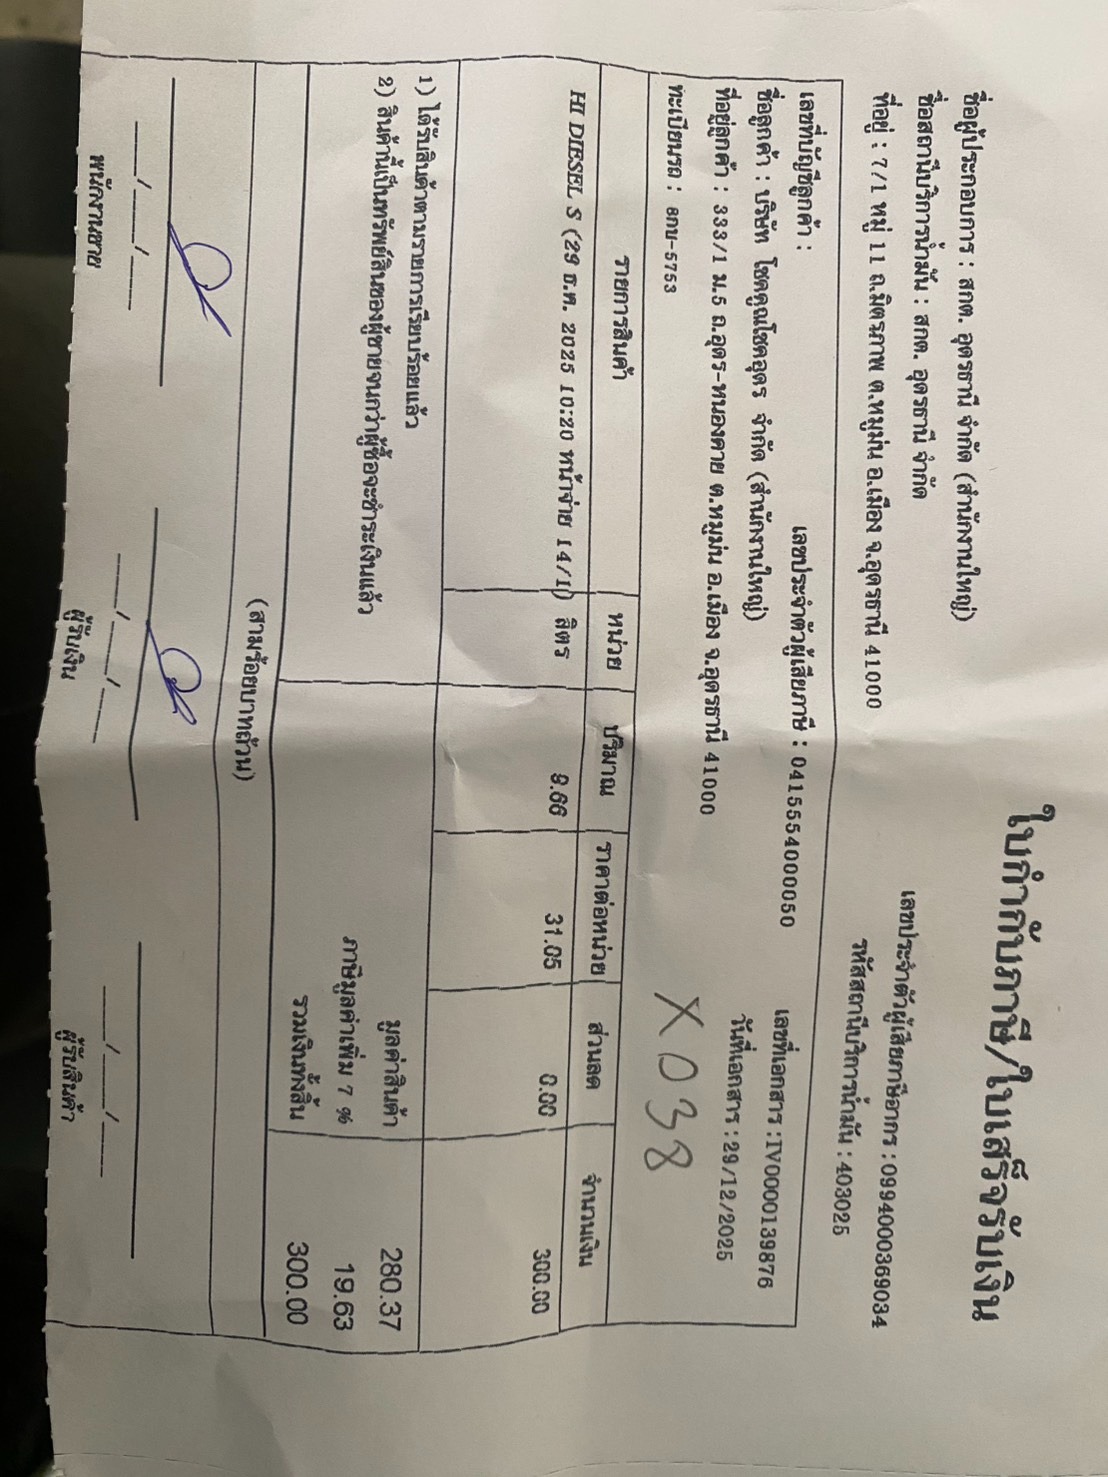 ใบกำกับภาษี/ใบเสร็จรับเงิน
ชื่อผู้ประกอบการ : สกต. อุดรธานี จำกัด (สำนักงานใหญ่)
เลขประจำตัวผู้เสียภาษีอากร : 0994000369034
ชื่อสถานีบริการน้ำมัน : สกต. อุดรธานี จำกัด
รหัสสถานีบริการน้ำมัน : 403025
ที่อยู่ : 7/1 หมู่ 11 ถ.มิตรภาพ ต.หมูม่น อ.เมือง จ.อุดรธานี 41000
เลขที่บัญชีลูกค้า : เลขประจำตัวผู้เสียภาษี : 0415554000050 เลขที่เอกสาร : IV0000139876
ชื่อลูกค้า : บริษัท โชคคูณโชคอุดร จำกัด (สำนักงานใหญ่) วันที่เอกสาร : 29/12/2025
ที่อยู่ลูกค้า : 333/1 ม.5 ถ.อุดร-หนองคาย ต.หมูม่น อ.เมือง จ.อุดรธานี 41000
ทะเบียนรถ : 8กบ-5753 X038
รายการสินค้า หน่วย ปริมาณ ราคาต่อหน่วย ส่วนลด จำนวนเงิน
HI DIESEL S (29 ธ.ค. 2025 10:20 หน้าจ่าย 14/1) ลิตร 9.66 31.05 0.00 300.00
1) ได้รับสินค้าตามรายการเรียบร้อยแล้ว มูลค่าสินค้า 280.37
2) สินค้านี้เป็นทรัพย์สินของผู้ขายจนกว่าผู้ซื้อจะชำระเงินแล้ว ภาษีมูลค่าเพิ่ม 7 % 19.63
รวมเงินทั้งสิ้น 300.00
(สามร้อยบาทถ้วน)
___/___/___ ___/___/___ ___/___/___
พนักงานขาย ผู้รับเงิน ผู้รับสินค้า